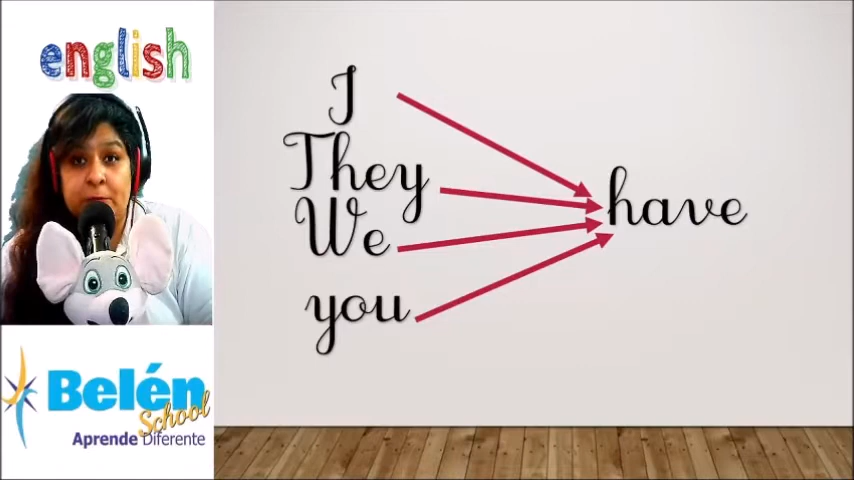 english
I
They
We
you
have
Belén
School
Aprende Diferente